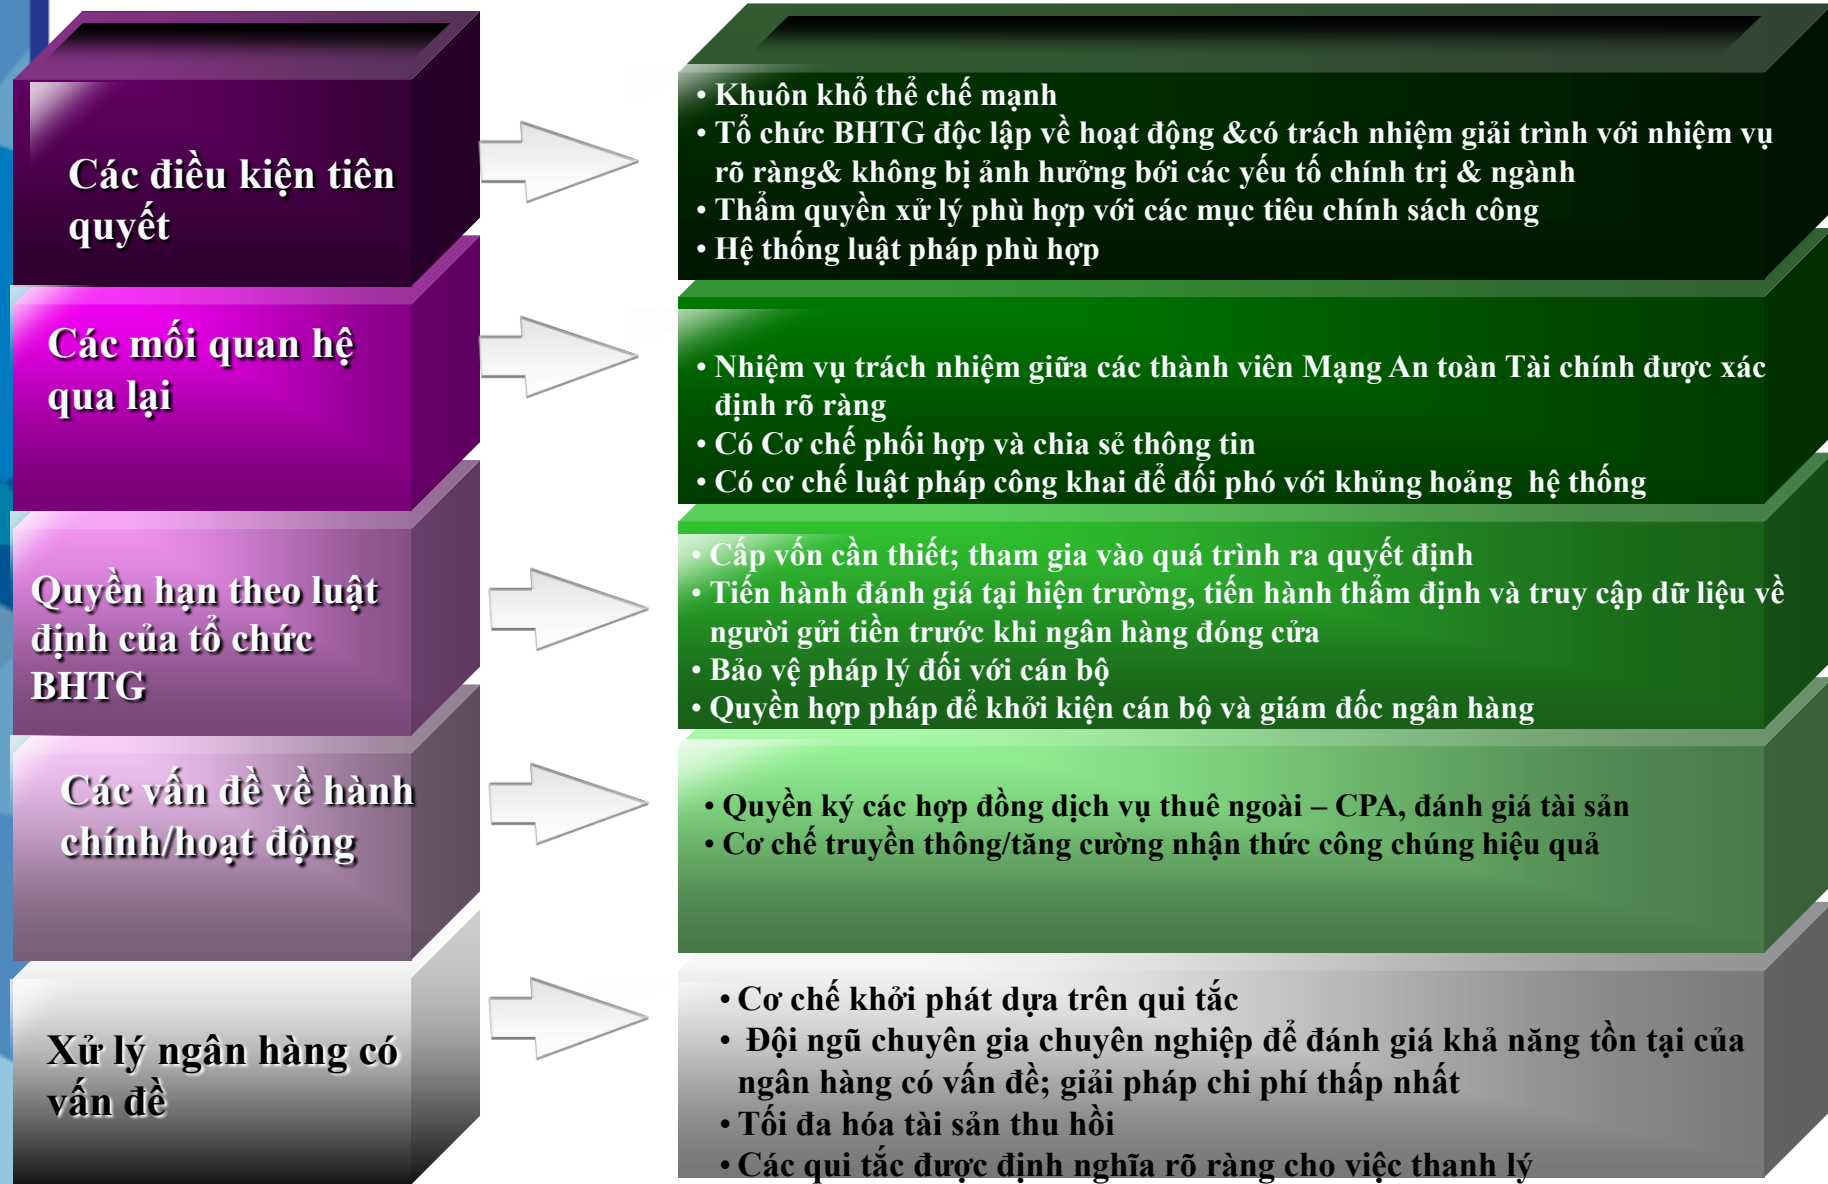 Các điều kiện tiên
quyết
• Khuôn khổ thể chế mạnh
• Tổ chức BHTG độc lập về hoạt động &có trách nhiệm giải trình với nhiệm vụ
rõ ràng& không bị ảnh hưởng bới các yếu tố chính trị & ngành
• Thẩm quyền xử lý phù hợp với các mục tiêu chính sách công
• Hệ thống luật pháp phù hợp
Các mối quan hệ
qua lại
• Nhiệm vụ trách nhiệm giữa các thành viên Mạng An toàn Tài chính được xác
định rõ ràng
• Có Cơ chế phối hợp và chia sẻ thông tin
• Có cơ chế luật pháp công khai để đối phó với khủng hoảng hệ thống
Quyền hạn theo luật
định của tổ chức
BHTG
• Cấp vốn cần thiết; tham gia vào quá trình ra quyết định
• Tiến hành đánh giá tại hiện trường, tiến hành thẩm định và truy cập dữ liệu về
người gửi tiền trước khi ngân hàng đóng cửa
• Bảo vệ pháp lý đối với cán bộ
• Quyền hợp pháp để khởi kiện cán bộ và giám đốc ngân hàng
Các vấn đề về hành
chính/hoạt động
• Quyền ký các hợp đồng dịch vụ thuê ngoài – CPA, đánh giá tài sản
• Cơ chế truyền thông/tăng cường nhận thức công chúng hiệu quả
Xử lý ngân hàng có
vấn đề
• Cơ chế khởi phát dựa trên qui tắc
• Đội ngũ chuyên gia chuyên nghiệp để đánh giá khả năng tồn tại của
ngân hàng có vấn đề; giải pháp chi phí thấp nhất
• Tối đa hóa tài sản thu hồi
• Các qui tắc được định nghĩa rõ ràng cho việc thanh lý